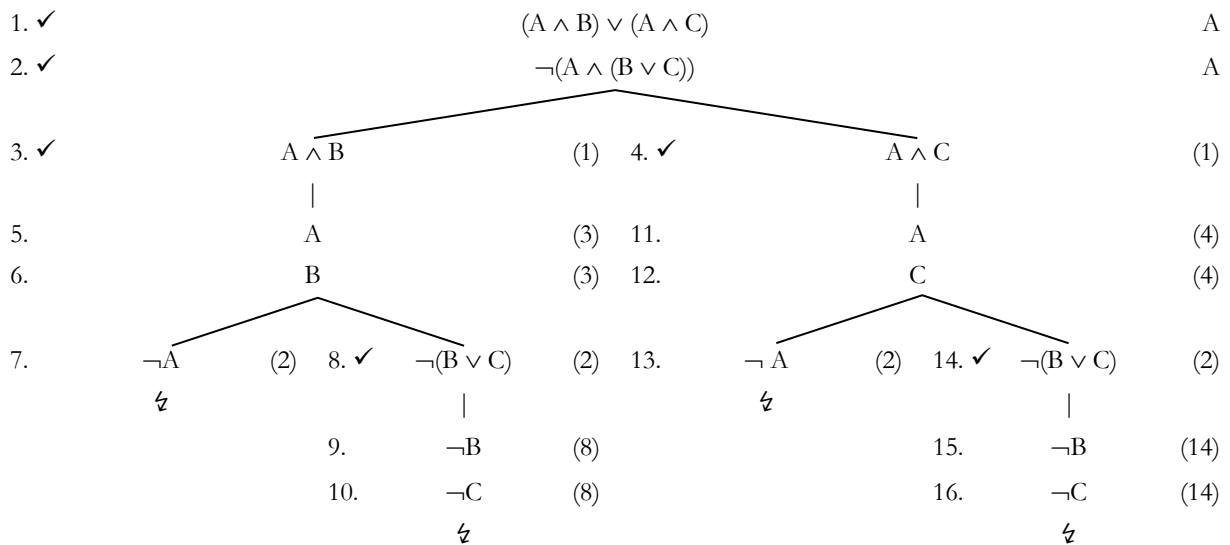 1. ✔ (A ∧ B) ∨ (A ∧ C) A
2. ✔ ¬(A ∧ (B ∨ C)) A
3. ✔ A ∧ B (1) 4. ✔ A ∧ C (1)
| |
5. A (3) 11. A (4)
6. B (3) 12. C (4)
7. ¬A (2) 8. ✔ ¬(B ∨ C) (2) 13. ¬ A (2) 14. ✔ ¬(B ∨ C) (2)
↯ | ↯ |
9. ¬B (8) 15. ¬B (14)
10. ¬C (8) 16. ¬C (14)
↯ ↯